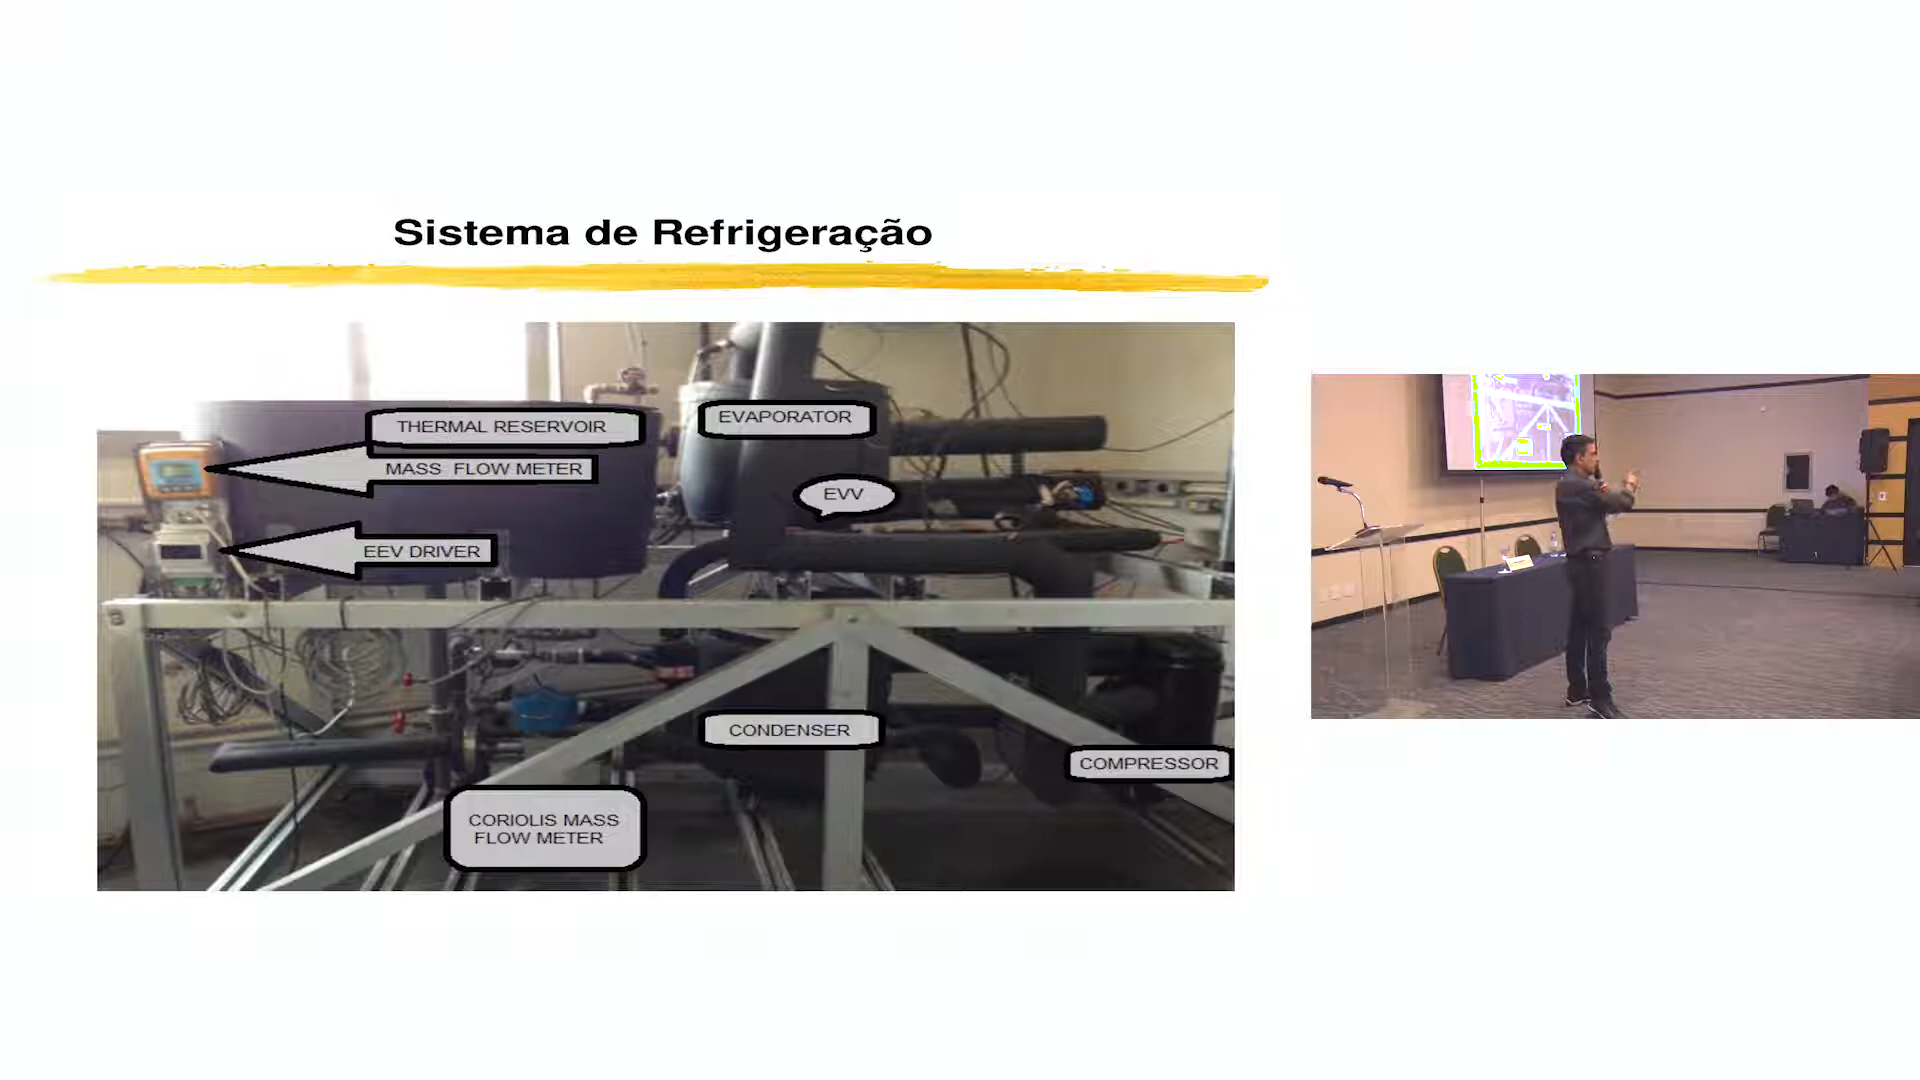 Sistema de Refrigeração
THERMAL RESERVOIR
EVAPORATOR
MASS FLOW METER
EVV
EEV DRIVER
CONDENSER
COMPRESSOR
CORIOLIS MASS
FLOW METER